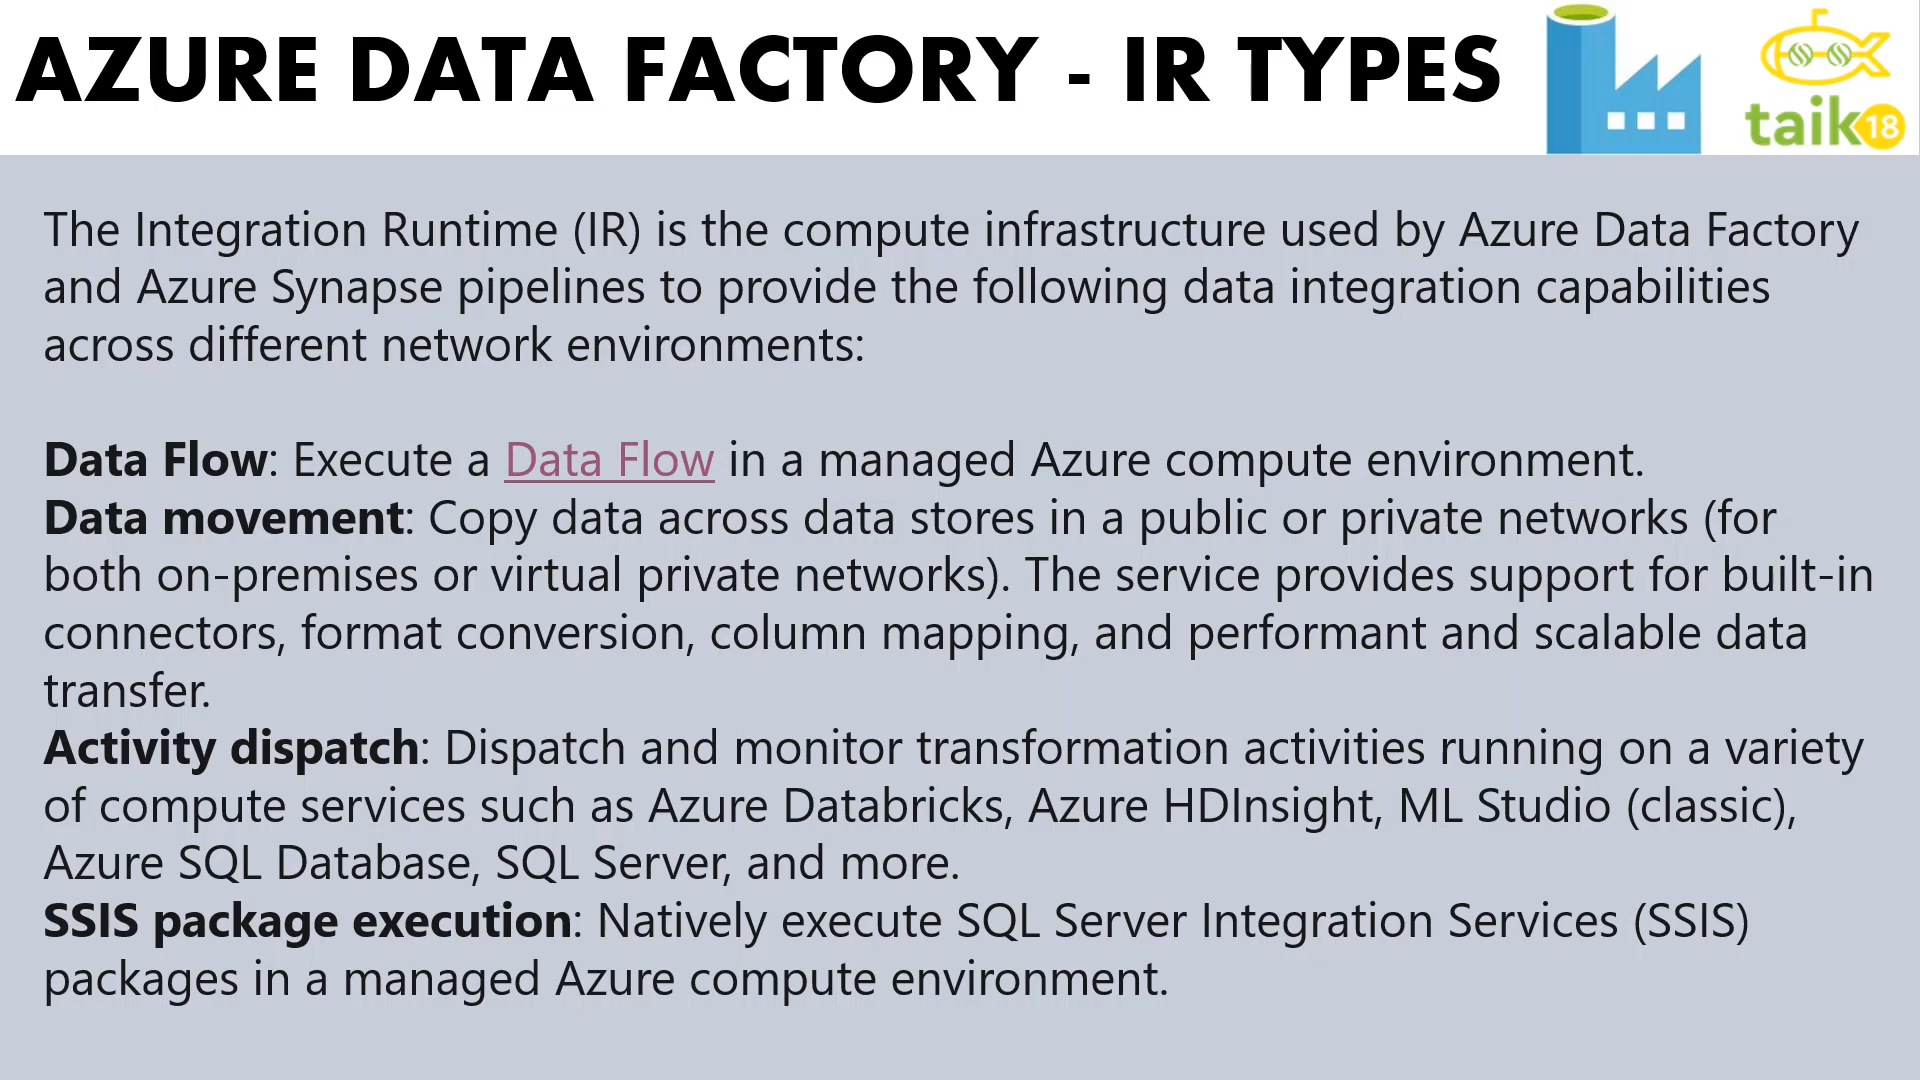 AZURE DATA FACTORY - IR TYPES
taik18
The Integration Runtime (IR) is the compute infrastructure used by Azure Data Factory
and Azure Synapse pipelines to provide the following data integration capabilities
across different network environments:
Data Flow: Execute a Data Flow in a managed Azure compute environment.
Data movement: Copy data across data stores in a public or private networks (for
both on-premises or virtual private networks). The service provides support for built-in
connectors, format conversion, column mapping, and performant and scalable data
transfer.
Activity dispatch: Dispatch and monitor transformation activities running on a variety
of compute services such as Azure Databricks, Azure HDInsight, ML Studio (classic),
Azure SQL Database, SQL Server, and more.
SSIS package execution: Natively execute SQL Server Integration Services (SSIS)
packages in a managed Azure compute environment.